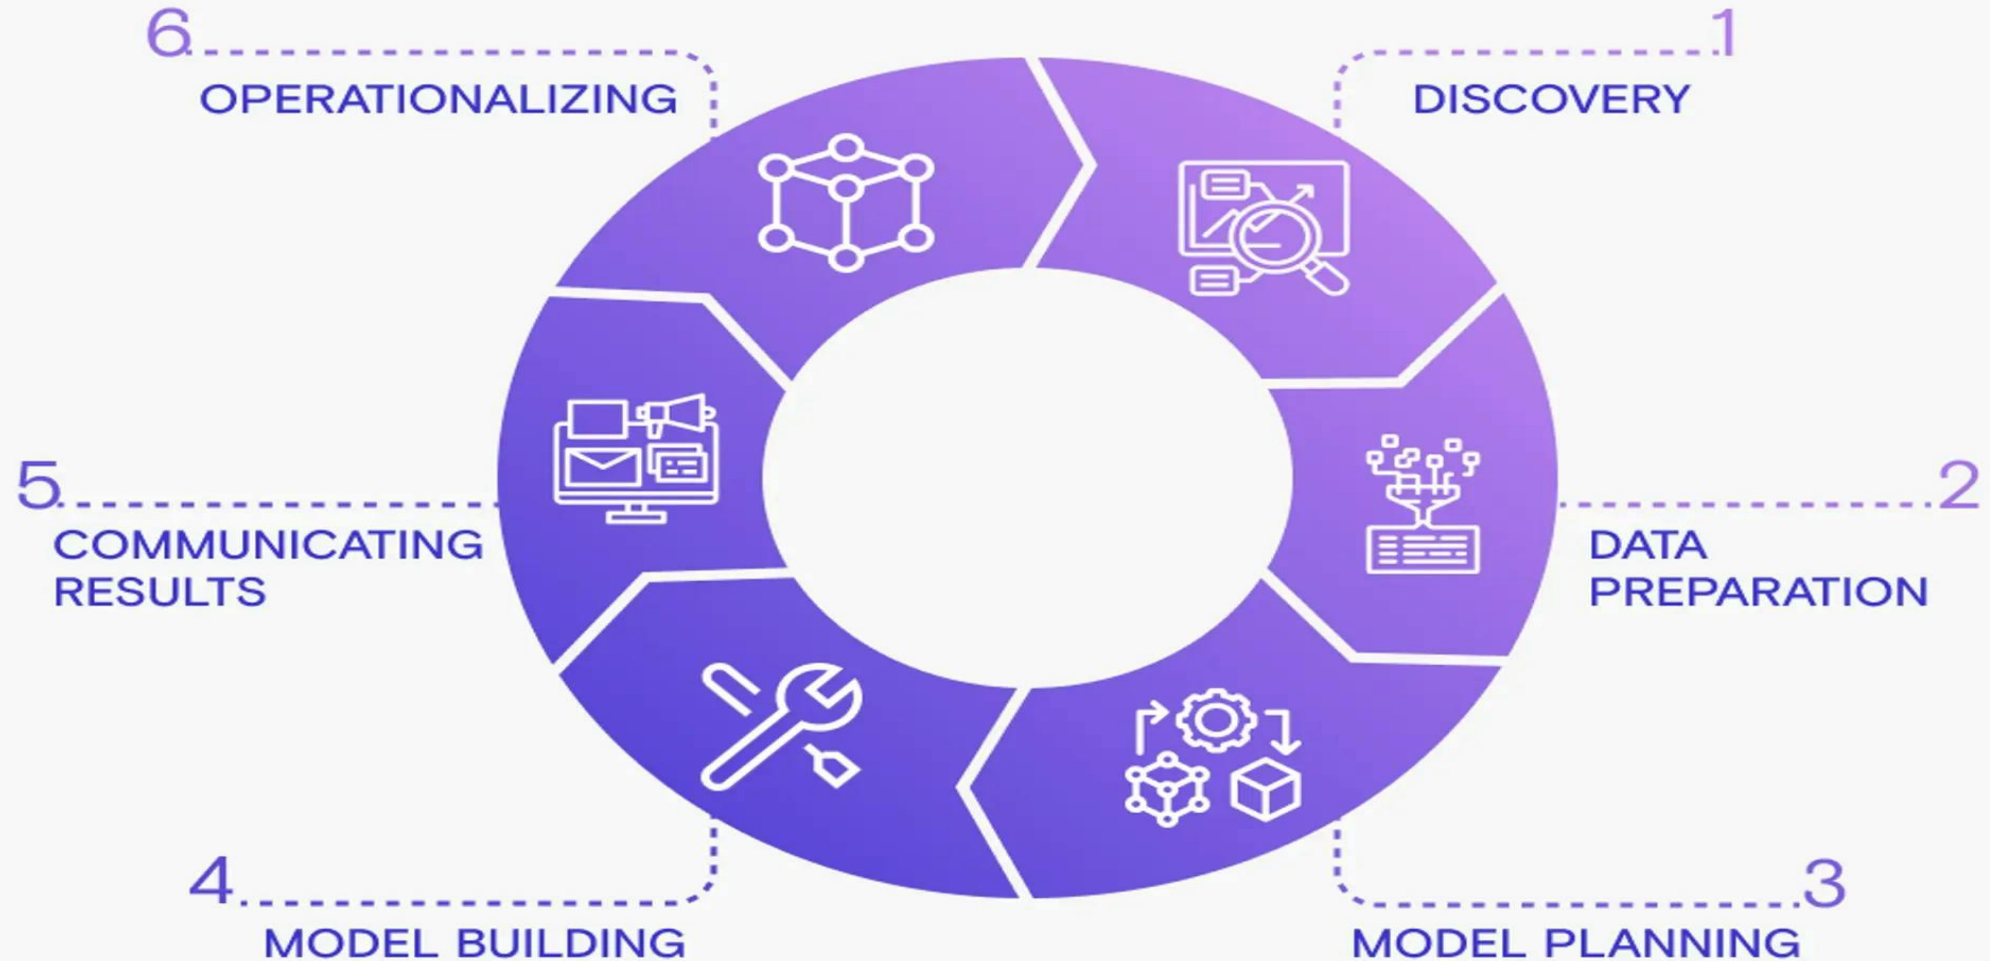 1
DISCOVERY
2
DATA
PREPARATION
3
MODEL PLANNING
4
MODEL BUILDING
5
COMMUNICATING
RESULTS
6
OPERATIONALIZING